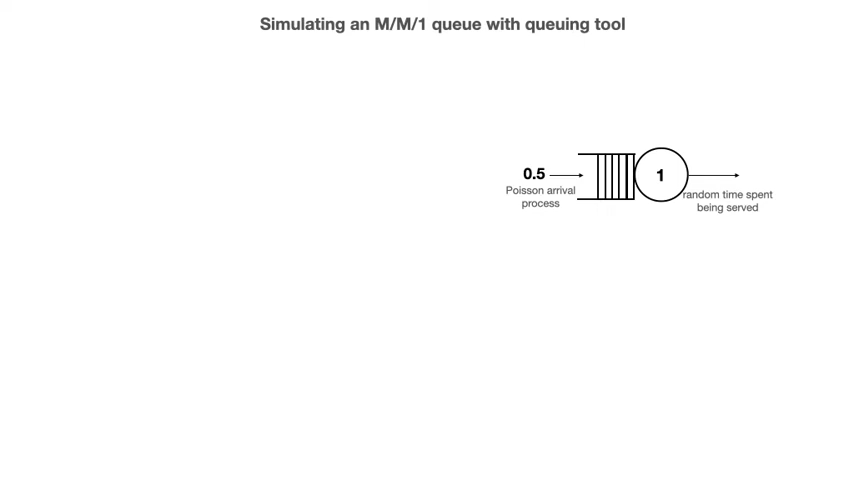 Simulating an M/M/1 queue with queuing tool
0.5
1
Poisson arrival
process
random time spent
being served